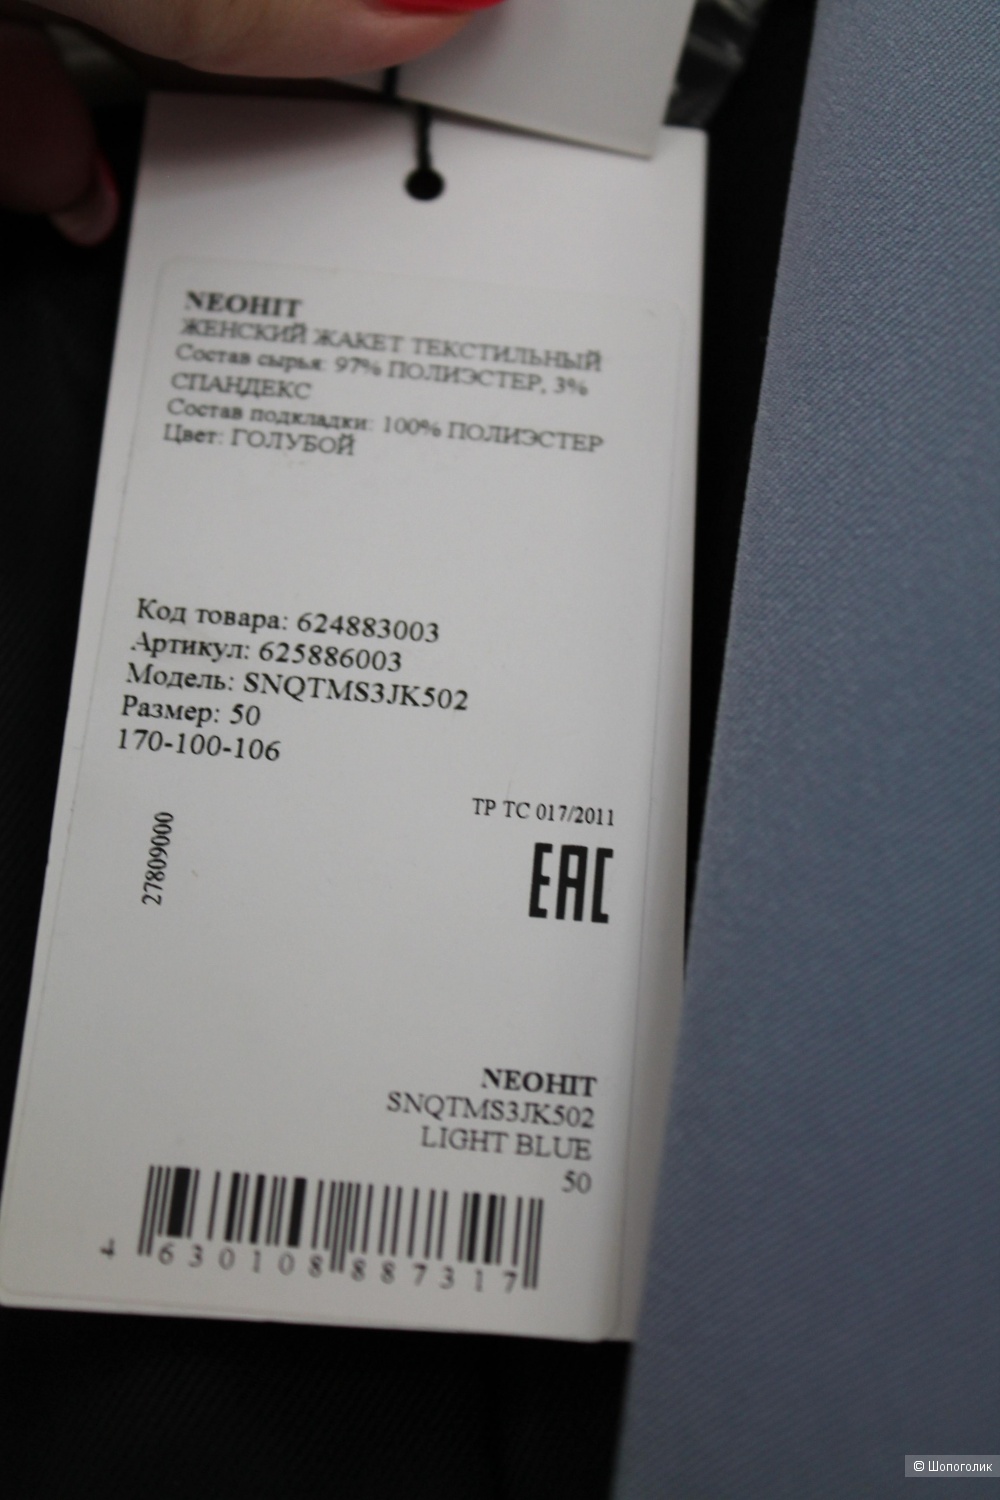 NEOHIT
ЖЕНСКИЙ ЖАКЕТ ТЕКСТИЛЬНЫЙ
Состав сырья: 97% ПОЛИЭСТЕР, 3%
СПАНДЕКС
Состав подкладки: 100% ПОЛИЭСТЕР
Цвет: ГОЛУБОЙ
Код товара: 624883003
Артикул: 625886003
Модель: SNQTMS3JK502
Размер: 50
170-100-106
27809000
ТР ТС 017/2011
EAC
NEOHIT
SNQTMS3JK502
LIGHT BLUE
50
4 630108 887317
© Шопоголик